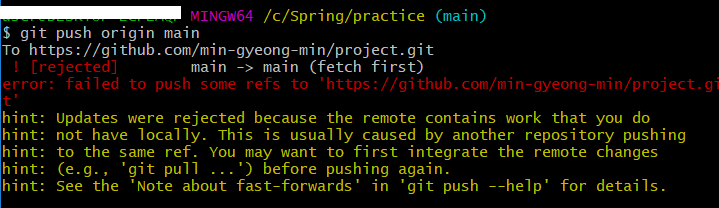 MINGW64 /c/Spring/practice (main)
$ git push origin main
To https://github.com/min-gyeong-min/project.git
! [rejected] main -> main (fetch first)
error: failed to push some refs to 'https://github.com/min-gyeong-min/project.gi
t'
hint: Updates were rejected because the remote contains work that you do
hint: not have locally. This is usually caused by another repository pushing
hint: to the same ref. You may want to first integrate the remote changes
hint: (e.g., 'git pull ...') before pushing again.
hint: See the 'Note about fast-forwards' in 'git push --help' for details.